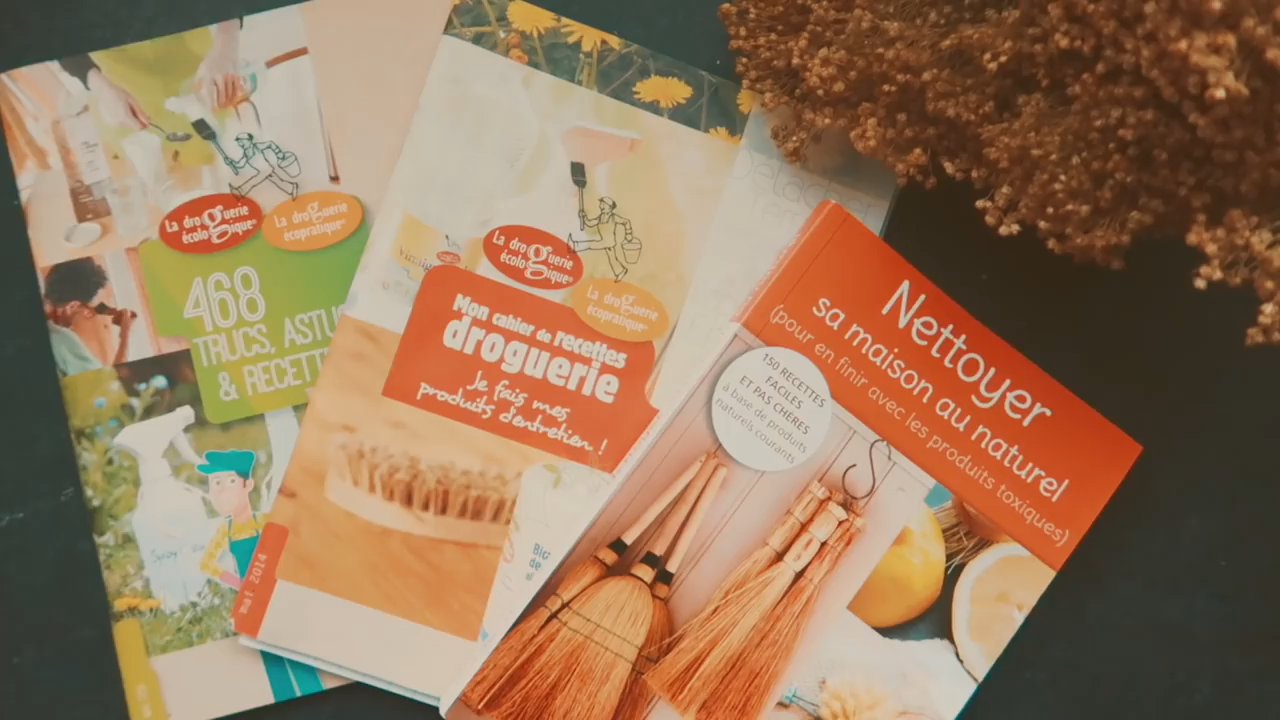 La droguerie
écologique®
La droguerie
écopratique®
468
TRUCS, ASTU
& RECETT
La droguerie
écologique®
La droguerie
écopratique®
Mon cahier de recettes
droguerie
Je fais mes
produits d'entretien !
2014
Nettoyer
sa maison au naturel
(pour en finir avec les produits toxiques)
150 RECETTES
FACILES
ET PAS CHÈRES
à base de produits
naturels courants